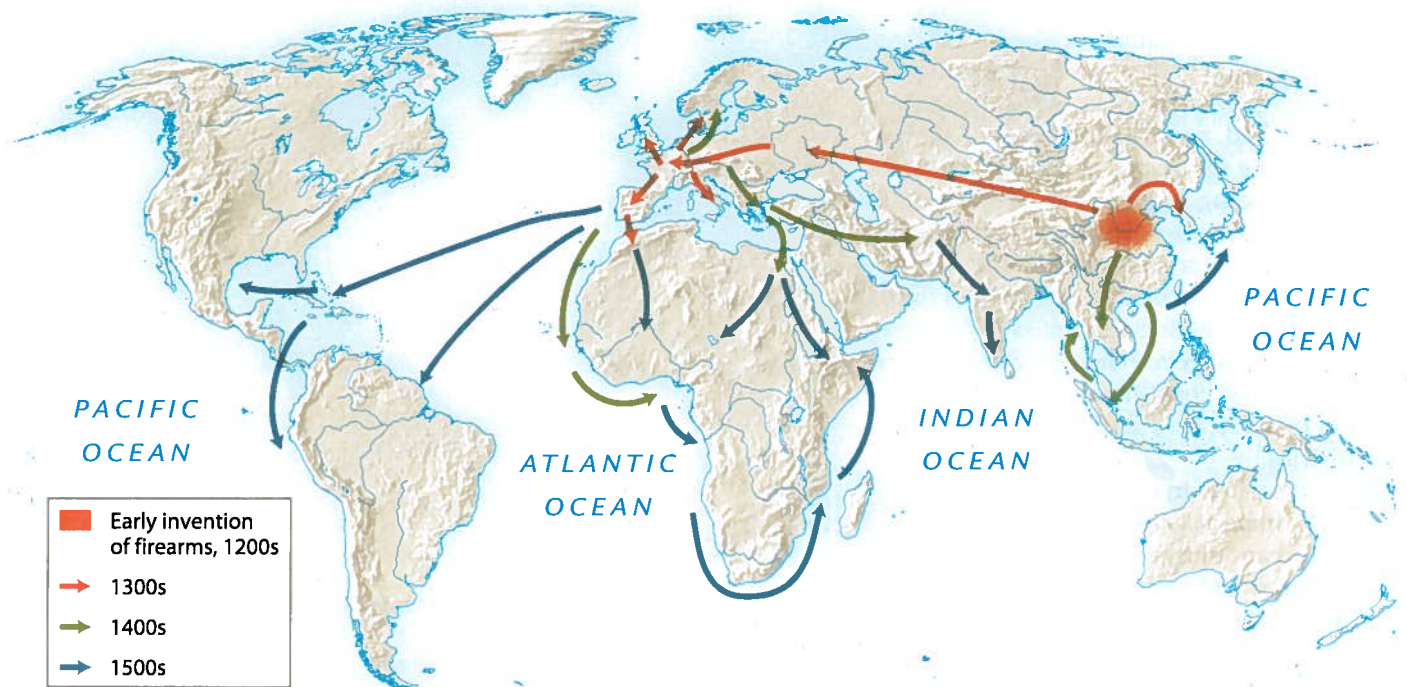 PACIFIC
OCEAN
ATLANTIC
OCEAN
INDIAN
OCEAN
PACIFIC
OCEAN
Early invention
of firearms, 1200s
1300s
1400s
1500s